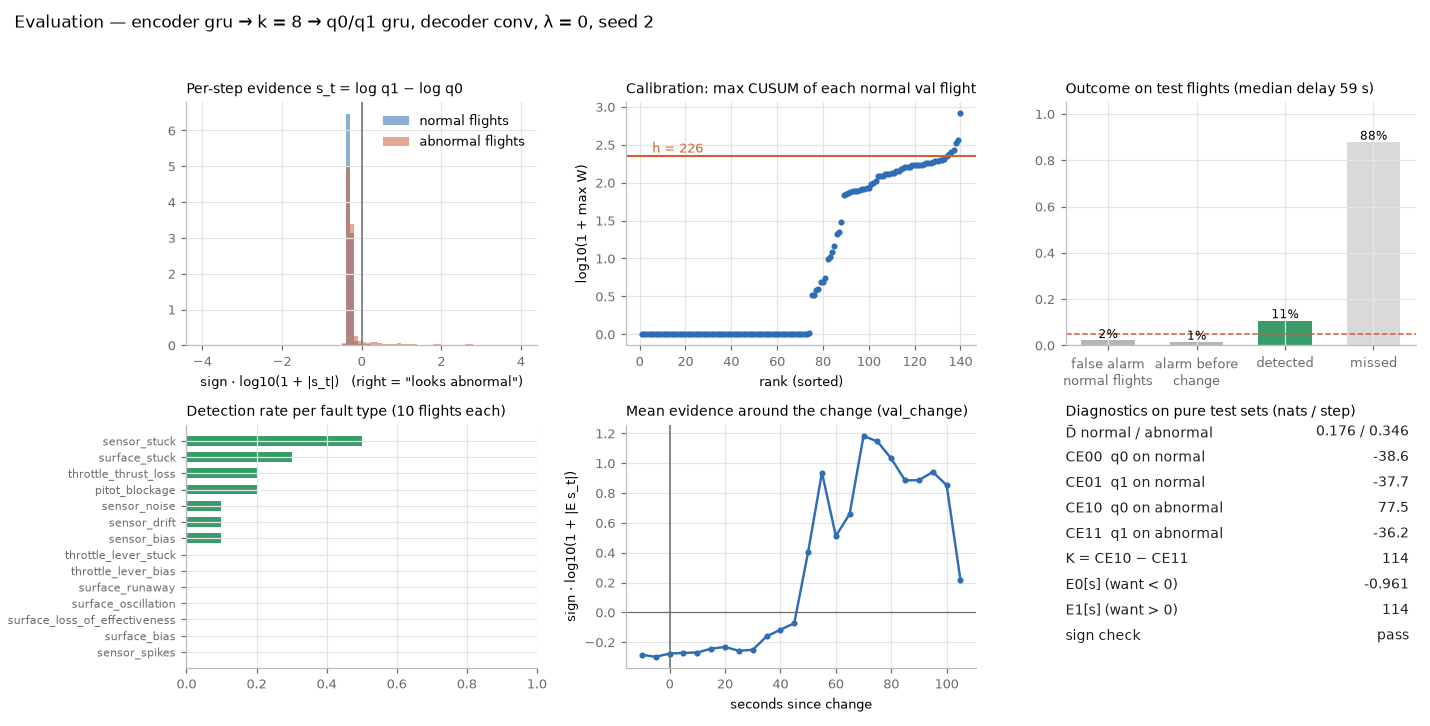 Evaluation — encoder gru → k = 8 → q0/q1 gru, decoder conv, λ = 0, seed 2
Per-step evidence s_t = log q1 − log q0
normal flights
abnormal flights
6
5
4
3
2
1
0
−4
−2
0
2
4
sign · log10(1 + |s_t|) (right = "looks abnormal")
Calibration: max CUSUM of each normal val flight
log10(1 + max W)
3.0
2.5
2.0
1.5
1.0
0.5
0.0
h = 226
0
20
40
60
80
100
120
140
rank (sorted)
Outcome on test flights (median delay 59 s)
1.0
0.8
0.6
0.4
0.2
0.0
2%
1%
11%
88%
false alarm
normal flights
alarm before
change
detected
missed
Detection rate per fault type (10 flights each)
sensor_stuck
surface_stuck
throttle_thrust_loss
pitot_blockage
sensor_noise
sensor_drift
sensor_bias
throttle_lever_stuck
throttle_lever_bias
surface_runaway
surface_oscillation
surface_loss_of_effectiveness
surface_bias
sensor_spikes
0.0
0.2
0.4
0.6
0.8
1.0
Mean evidence around the change (val_change)
sign · log10(1 + |E s_t|)
1.2
1.0
0.8
0.6
0.4
0.2
0.0
−0.2
0
20
40
60
80
100
seconds since change
Diagnostics on pure test sets (nats / step)
D̄ normal / abnormal 0.176 / 0.346
CE00 q0 on normal -38.6
CE01 q1 on normal -37.7
CE10 q0 on abnormal 77.5
CE11 q1 on abnormal -36.2
K = CE10 − CE11 114
E0[s] (want < 0) -0.961
E1[s] (want > 0) 114
sign check pass